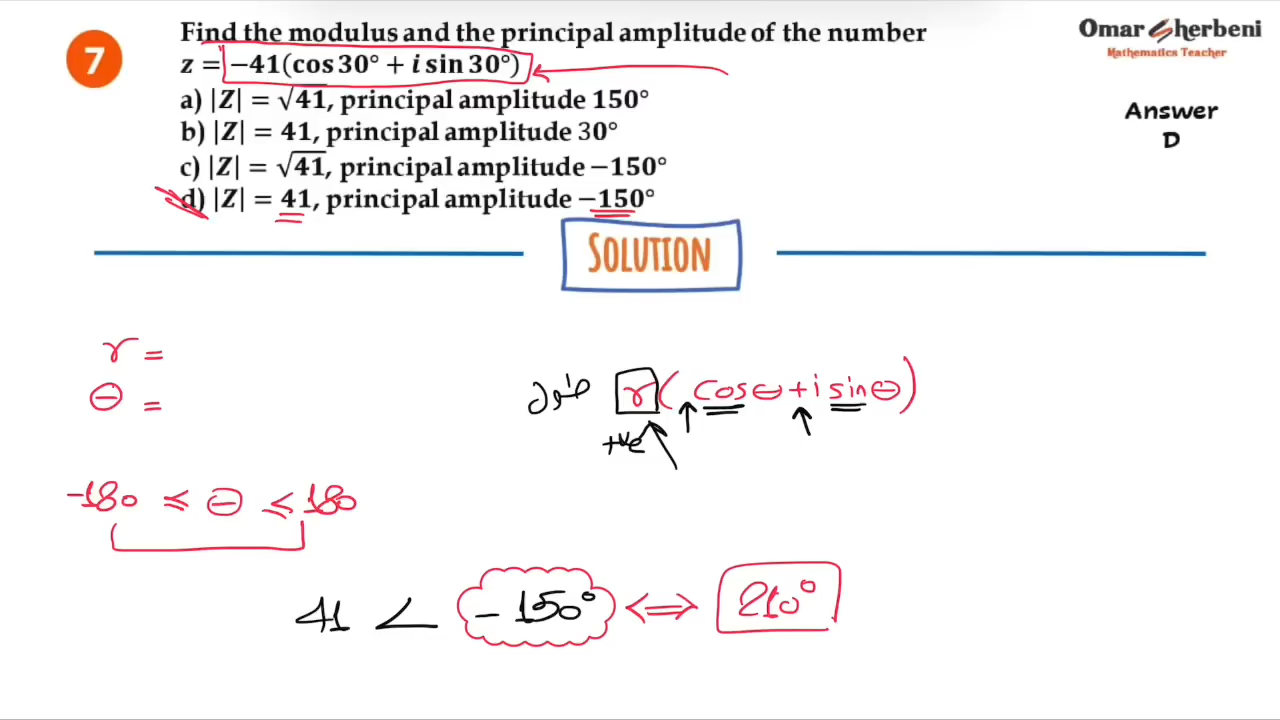 7
Find the modulus and the principal amplitude of the number
z = −41(cos 30° + i sin 30°)
a) |Z| = √41, principal amplitude 150°
b) |Z| = 41, principal amplitude 30°
c) |Z| = √41, principal amplitude −150°
d) |Z| = 41, principal amplitude −150°
Omar Sherbeni
Mathematics Teacher
Answer
D
SOLUTION
r =
θ =
طول r( cosθ + i sinθ)
+ve
-180 ≤ θ ≤ 180
41 ∠ - 150° ⇔ 210°